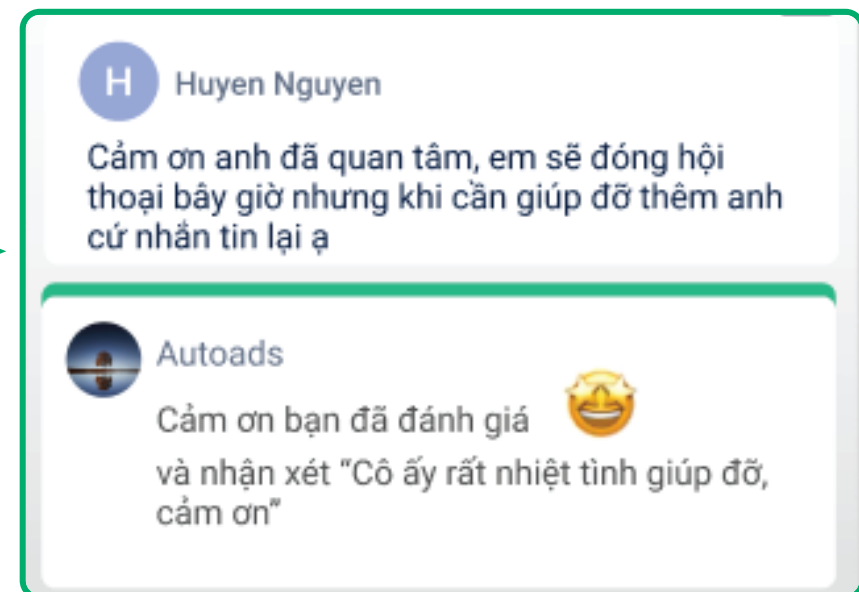 H
Huyen Nguyen
Cảm ơn anh đã quan tâm, em sẽ đóng hội
thoại bây giờ nhưng khi cần giúp đỡ thêm anh
cứ nhắn tin lại ạ
Autoads
Cảm ơn bạn đã đánh giá
và nhận xét “Cô ấy rất nhiệt tình giúp đỡ,
cảm ơn”